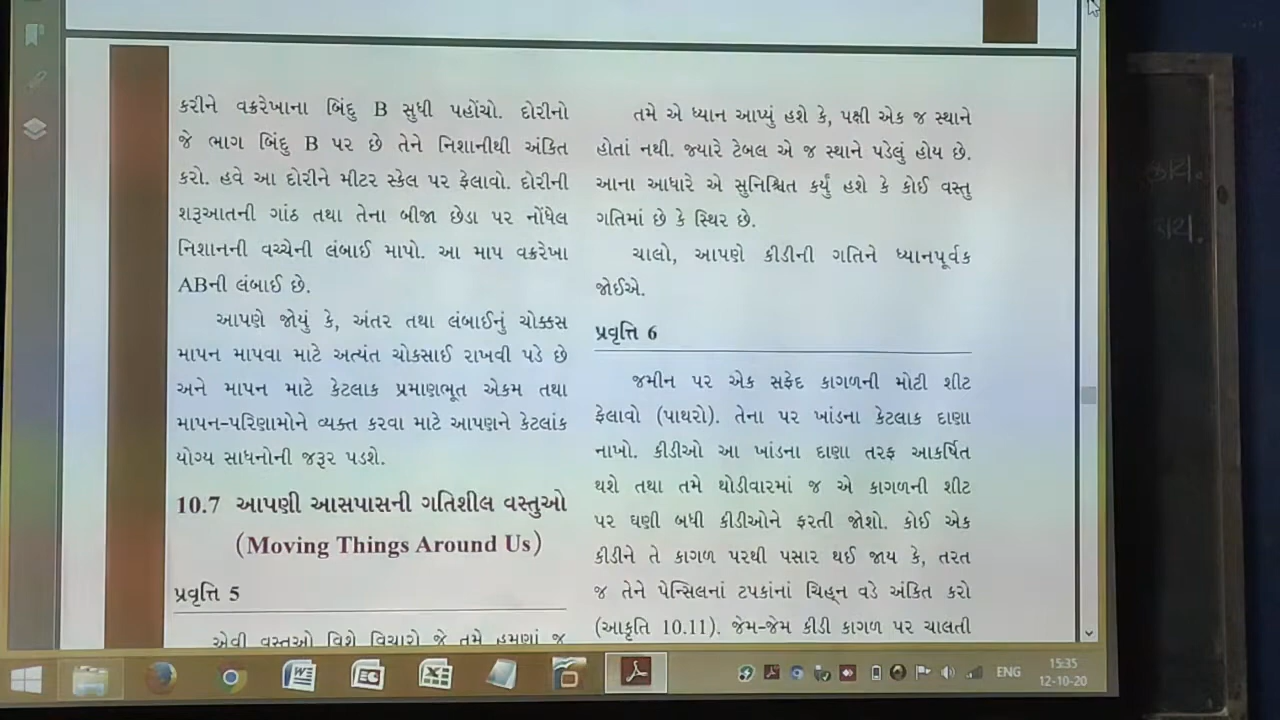 કરીને વક્રરેખાના બિંદુ B સુધી પહોંચો. દોરીનો
જે ભાગ બિંદુ B પર છે તેને નિશાનીથી અંકિત
કરો. હવે આ દોરીને મીટર સ્કેલ પર ફેલાવો. દોરીની
શરૂઆતની ગાંઠ તથા તેના બીજા છેડા પર નોંધેલ
નિશાનની વચ્ચેની લંબાઈ માપો. આ માપ વક્રરેખા
ABની લંબાઈ છે.
આપણે જોયું કે, અંતર તથા લંબાઈનું ચોક્કસ
માપન માપવા માટે અત્યંત ચોકસાઈ રાખવી પડે છે
અને માપન માટે કેટલાક પ્રમાણભૂત એકમ તથા
માપન-પરિણામોને વ્યક્ત કરવા માટે આપણને કેટલાંક
યોગ્ય સાધનોની જરૂર પડશે.
10.7 આપણી આસપાસની ગતિશીલ વસ્તુઓ
(Moving Things Around Us)
પ્રવૃત્તિ 5
એવી વસ્તુઓ વિશે વિચારો જે તમે હમણાં જ
તમે એ ધ્યાન આપ્યું હશે કે, પક્ષી એક જ સ્થાને
હોતાં નથી. જ્યારે ટેબલ એ જ સ્થાને પડેલું હોય છે.
આના આધારે એ સુનિશ્ચિત કર્યું હશે કે કોઈ વસ્તુ
ગતિમાં છે કે સ્થિર છે.
ચાલો, આપણે કીડીની ગતિને ધ્યાનપૂર્વક
જોઈએ.
પ્રવૃત્તિ 6
જમીન પર એક સફેદ કાગળની મોટી શીટ
ફેલાવો (પાથરો). તેના પર ખાંડના કેટલાક દાણા
નાખો. કીડીઓ આ ખાંડના દાણા તરફ આકર્ષિત
થશે તથા તમે થોડીવારમાં જ એ કાગળની શીટ
પર ઘણી બધી કીડીઓને ફરતી જોશો. કોઈ એક
કીડીને તે કાગળ પરથી પસાર થઈ જાય કે, તરત
જ તેને પેન્સિલનાં ટપકાંનાં ચિહ્ન વડે અંકિત કરો
(આકૃતિ 10.11). જેમ-જેમ કીડી કાગળ પર ચાલતી
ENG
15:35
12-10-20